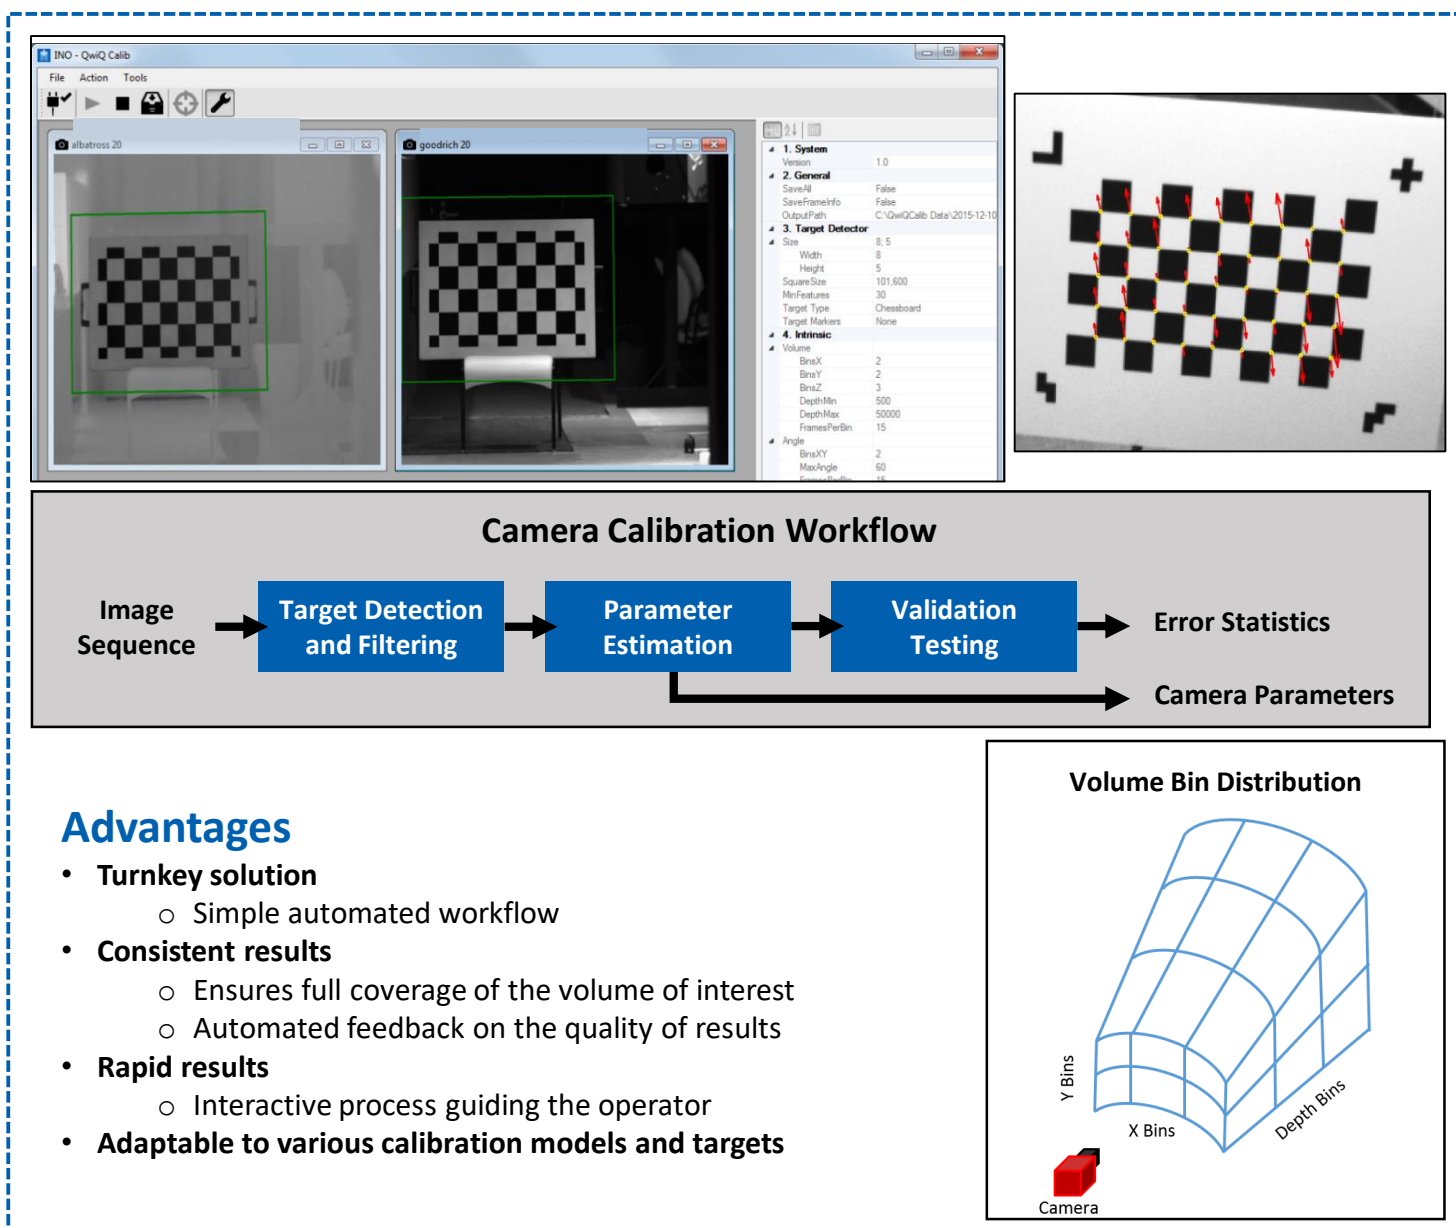 INO - QwiQ Calib
File Action Tools
albatross 20
goodrich 20
1. System
Version 1.0
2. General
SaveAll False
SaveFrameInfo False
OutputPath C:\QwiQCalib Data\2015-12-10
3. Target Detector
Size 8; 5
Width 8
Height 5
SquareSize 101,600
MinFeatures 30
Target Type Chessboard
Target Markers None
4. Intrinsic
Volume
BinsX 2
BinsY 2
BinsZ 3
DepthMin 500
DepthMax 50000
FramesPerBin 15
Angle
BinsXY 2
MaxAngle 60
FramesPerBin 15
Camera Calibration Workflow
Image
Sequence
Target Detection
and Filtering
Parameter
Estimation
Validation
Testing
Error Statistics
Camera Parameters
Advantages
• Turnkey solution
o Simple automated workflow
• Consistent results
o Ensures full coverage of the volume of interest
o Automated feedback on the quality of results
• Rapid results
o Interactive process guiding the operator
• Adaptable to various calibration models and targets
Volume Bin Distribution
Y Bins
X Bins
Depth Bins
Camera